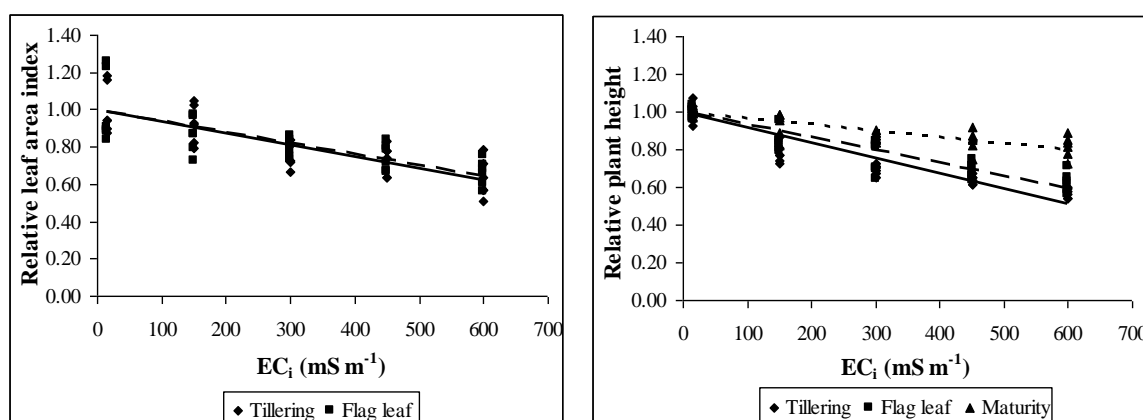 Relative leaf area index
1.40
1.20
1.00
0.80
0.60
0.40
0.20
0.00
0 100 200 300 400 500 600 700
ECi (mS m-1)
Tillering Flag leaf
Relative plant height
1.40
1.20
1.00
0.80
0.60
0.40
0.20
0.00
0 100 200 300 400 500 600 700
ECi (mS m-1)
Tillering Flag leaf Maturity